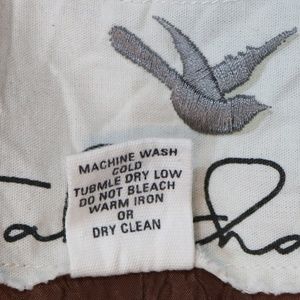 MACHINE WASH
COLD
TUBMLE DRY LOW
DO NOT BLEACH
WARM IRON
OR
DRY CLEAN